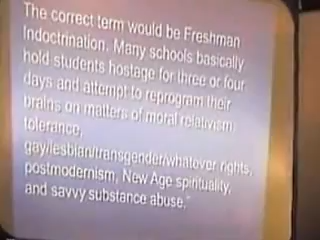 The correct term would be Freshman
Indoctrination. Many schools basically
hold students hostage for three or four
days and attempt to reprogram their
brains on matters of moral relativism,
tolerance,
gay/lesbian/transgender/whatever rights,
postmodernism, New Age spirituality,
and savvy substance abuse."